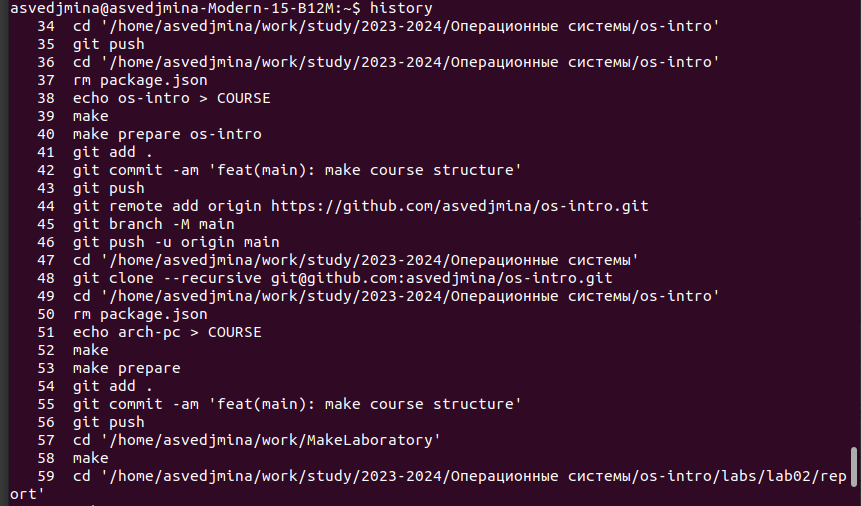 asvedjmina@asvedjmina-Modern-15-B12M:~$ history
34 cd '/home/asvedjmina/work/study/2023-2024/Операционные системы/os-intro'
35 git push
36 cd '/home/asvedjmina/work/study/2023-2024/Операционные системы/os-intro'
37 rm package.json
38 echo os-intro > COURSE
39 make
40 make prepare os-intro
41 git add .
42 git commit -am 'feat(main): make course structure'
43 git push
44 git remote add origin https://github.com/asvedjmina/os-intro.git
45 git branch -M main
46 git push -u origin main
47 cd '/home/asvedjmina/work/study/2023-2024/Операционные системы'
48 git clone --recursive git@github.com:asvedjmina/os-intro.git
49 cd '/home/asvedjmina/work/study/2023-2024/Операционные системы/os-intro'
50 rm package.json
51 echo arch-pc > COURSE
52 make
53 make prepare
54 git add .
55 git commit -am 'feat(main): make course structure'
56 git push
57 cd '/home/asvedjmina/work/MakeLaboratory'
58 make
59 cd '/home/asvedjmina/work/study/2023-2024/Операционные системы/os-intro/labs/lab02/rep
ort'